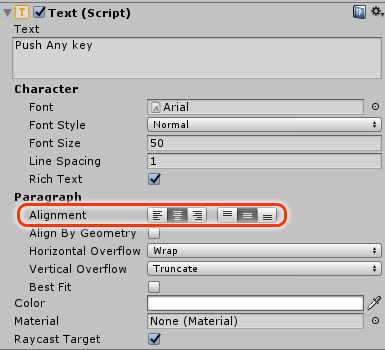 Text (Script)
Text
Push Any key
Character
Font Arial
Font Style Normal
Font Size 50
Line Spacing 1
Rich Text
Paragraph
Alignment
Align By Geometry
Horizontal Overflow Wrap
Vertical Overflow Truncate
Best Fit
Color
Material None (Material)
Raycast Target